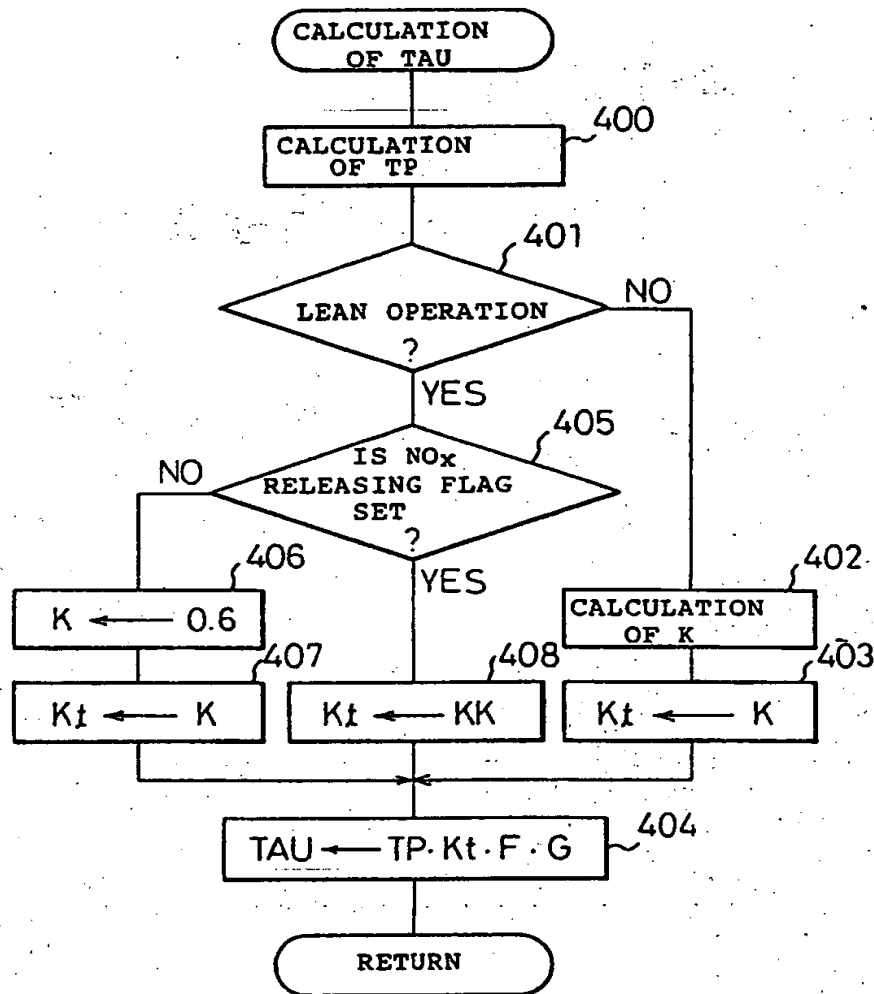 CALCULATION
OF TAU
400
CALCULATION
OF TP
401
LEAN OPERATION
?
NO
YES
405
IS NOx
RELEASING FLAG
SET
?
NO
YES
406
K ← 0.6
402
CALCULATION
OF K
407
Kt ← K
408
Kt ← KK
403
Kt ← K
404
TAU ← TP·Kt·F·G
RETURN